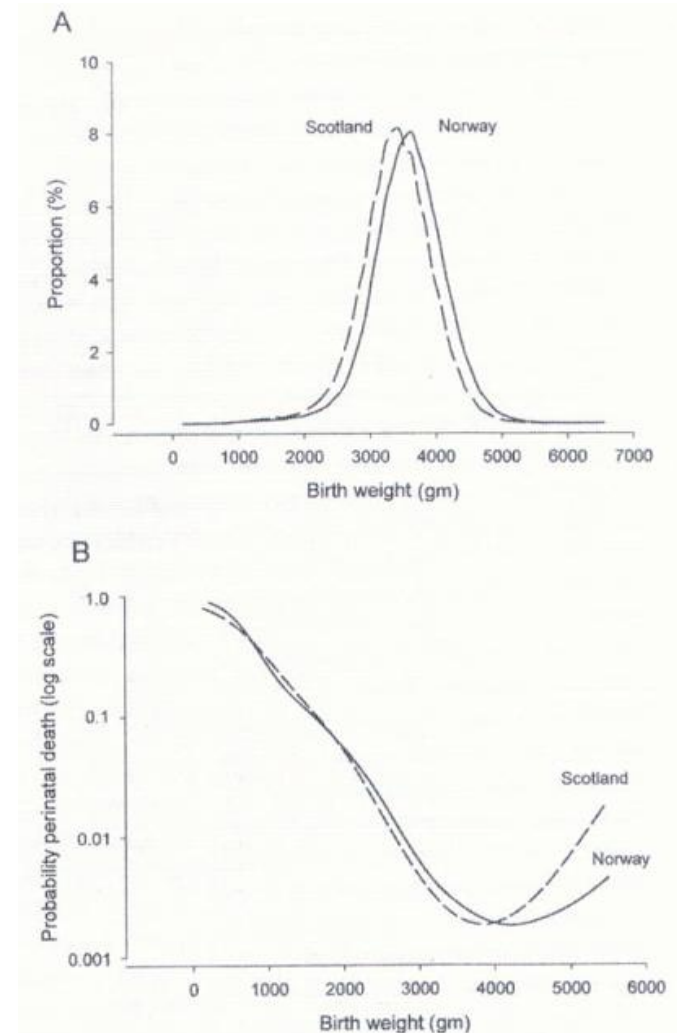 A
10
8
6
4
2
0
Proportion (%)
Scotland
Norway
0 1000 2000 3000 4000 5000 6000 7000
Birth weight (gm)
B
1.0
0.1
0.01
0.001
Probability perinatal death (log scale)
Scotland
Norway
0 1000 2000 3000 4000 5000 6000
Birth weight (gm)